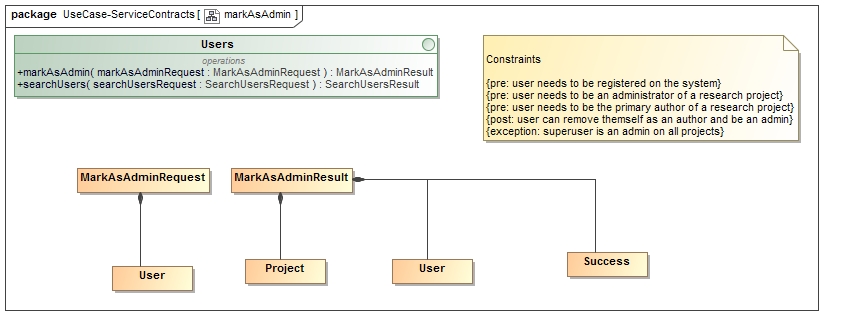 package UseCase-ServiceContracts [ markAsAdmin ]
Users
operations
+markAsAdmin( markAsAdminRequest : MarkAsAdminRequest ) : MarkAsAdminResult
+searchUsers( searchUsersRequest : SearchUsersRequest ) : SearchUsersResult
Constraints
{pre: user needs to be registered on the system}
{pre: user needs to be an administrator of a research project}
{pre: user needs to be the primary author of a research project}
{post: user can remove themself as an author and be an admin}
{exception: superuser is an admin on all projects}
MarkAsAdminRequest
MarkAsAdminResult
User
Project
User
Success